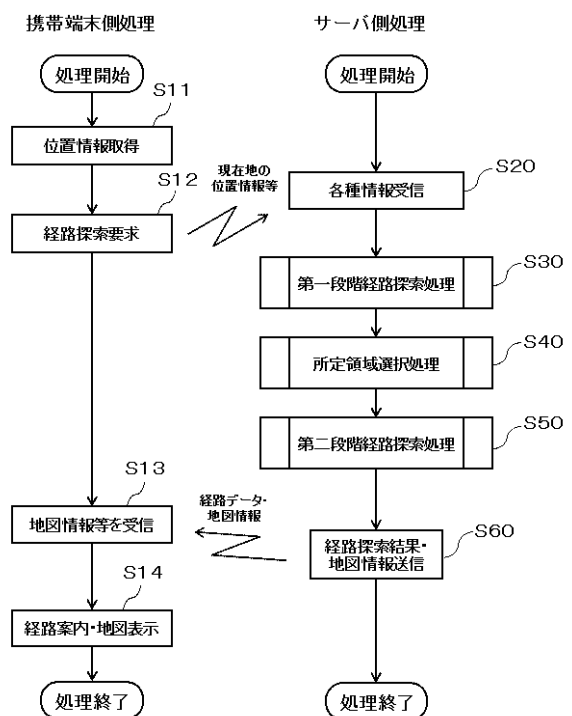 携帯端末側処理
サーバ側処理
処理開始
処理開始
S11
位置情報取得
S12
現在地の
位置情報等
S20
各種情報受信
経路探索要求
S30
第一段階経路探索処理
S40
所定領域選択処理
S50
第二段階経路探索処理
S13
経路データ・
地図情報
地図情報等を受信
S60
経路探索結果・
地図情報送信
S14
経路案内・地図表示
処理終了
処理終了